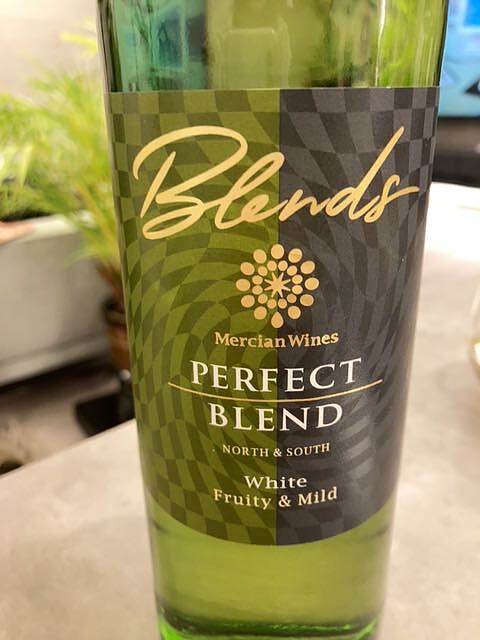 Blends
Mercian Wines
PERFECT
BLEND
NORTH & SOUTH
White
Fruity & Mild